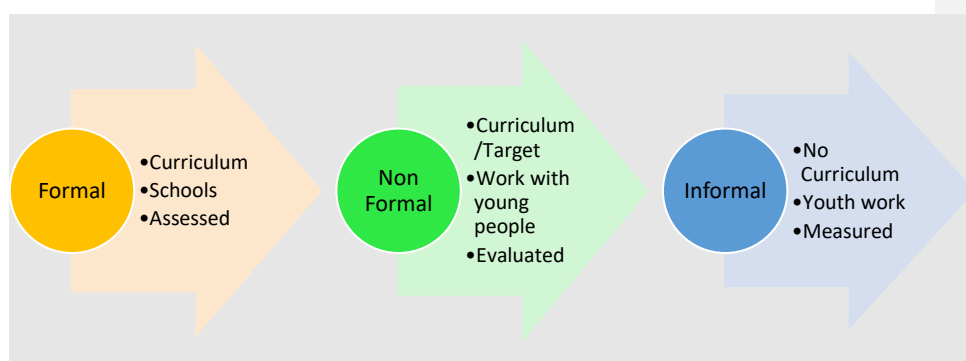 Formal
•Curriculum
•Schools
•Assessed
Non
Formal
•Curriculum
/Target
•Work with
young
people
•Evaluated
Informal
•No
Curriculum
•Youth work
•Measured